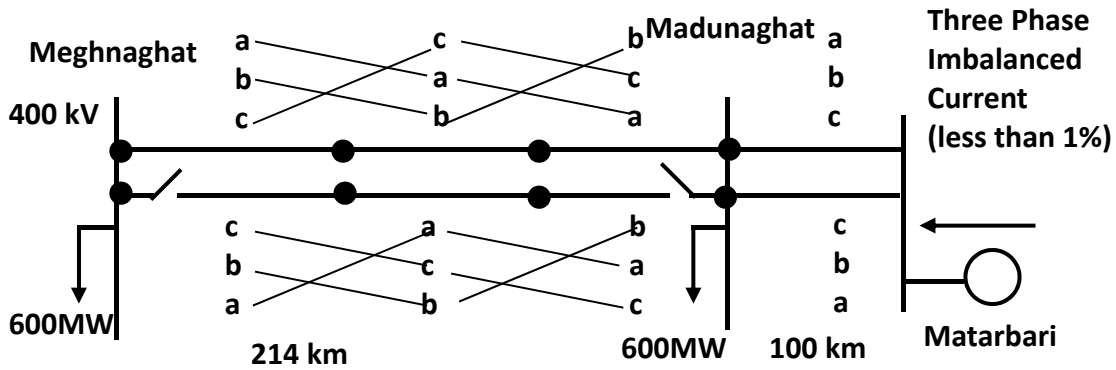 Meghnaghat
400 kV
600MW
a
b
c
c
a
b
b
c
a
Madunaghat
a
b
c
Three Phase
Imbalanced
Current
(less than 1%)
c
b
a
a
c
b
b
a
c
c
b
a
214 km
600MW
100 km
Matarbari